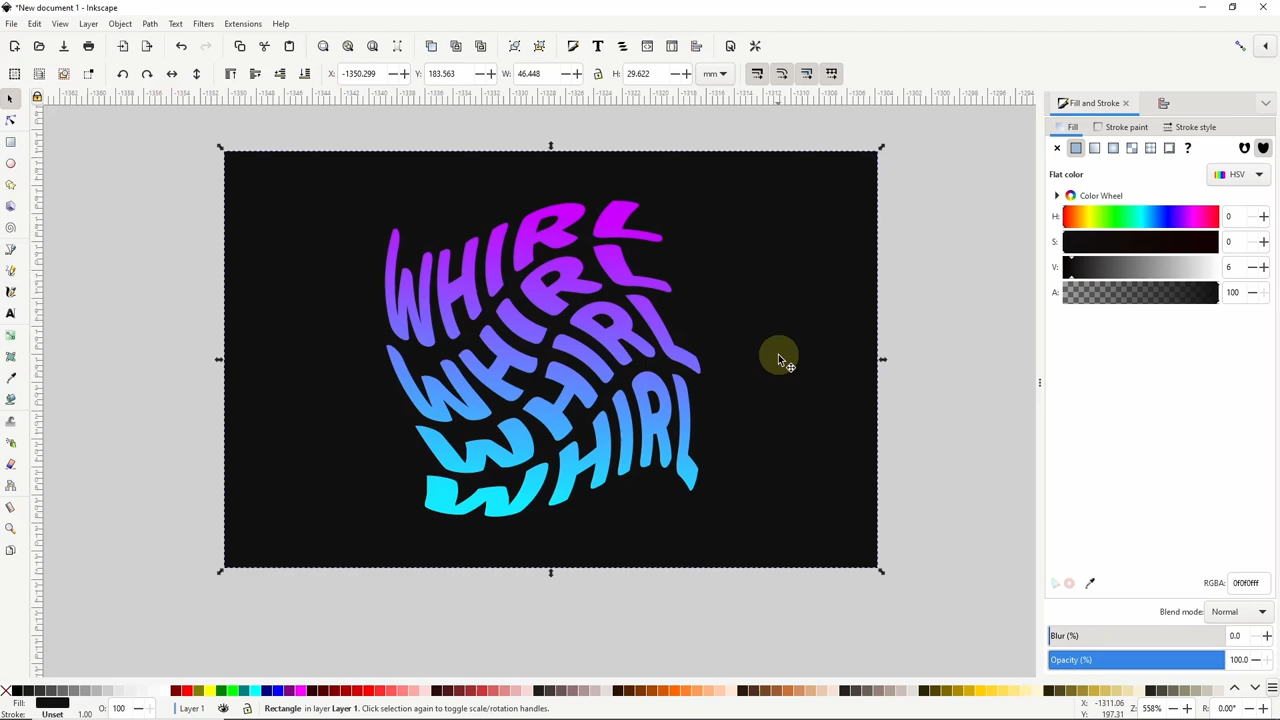 *New document 1 - Inkscape
File Edit View Layer Object Path Text Filters Extensions Help
X: -1350.299 Y: 183.563 W: 46.448 H: 29.622 mm
Fill and Stroke
Fill Stroke paint Stroke style
?
Flat color HSV
Color Wheel
H: 0
S: 0
V: 6
A: 100
WHIRL
WHIRL
WHIRL
WHIRL
RGBA: 0f0f0fff
Blend mode: Normal
Blur (%) 0.0
Opacity (%) 100.0
Fill:
Stroke: Unset 1.00 O: 100 Layer 1 Rectangle in layer Layer 1. Click selection again to toggle scale/rotation handles. X: -1311.06 Y: 197.31 Z: 558% R: 0.00°